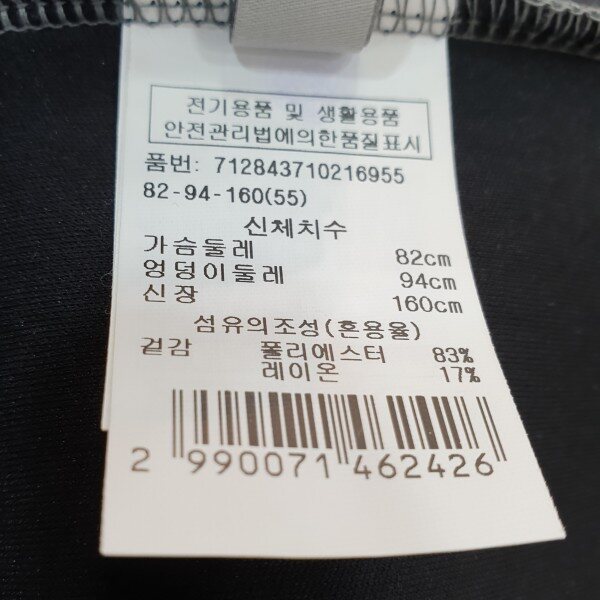 전기용품 및 생활용품
안전관리법에의한품질표시
품번: 712843710216955
82-94-160(55)
신체치수
가슴둘레 82cm
엉덩이둘레 94cm
신장 160cm
섬유의조성(혼용율)
겉감 폴리에스터 83%
레이온 17%
2 990071 462426